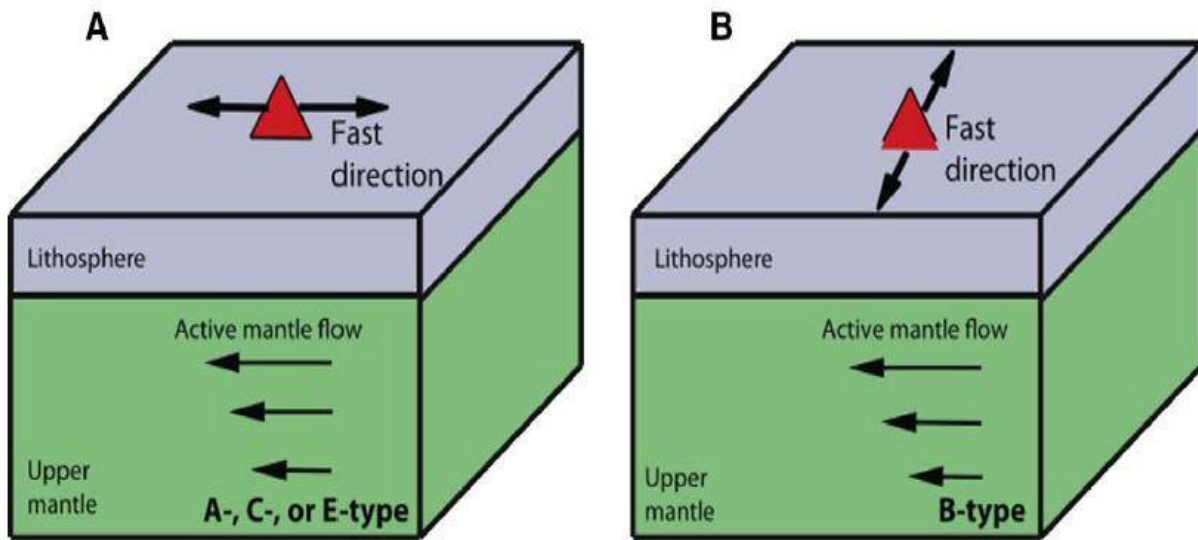 A
Fast
direction
Lithosphere
Active mantle flow
Upper
mantle
A-, C-, or E-type
B
Fast
direction
Lithosphere
Active mantle flow
Upper
mantle
B-type